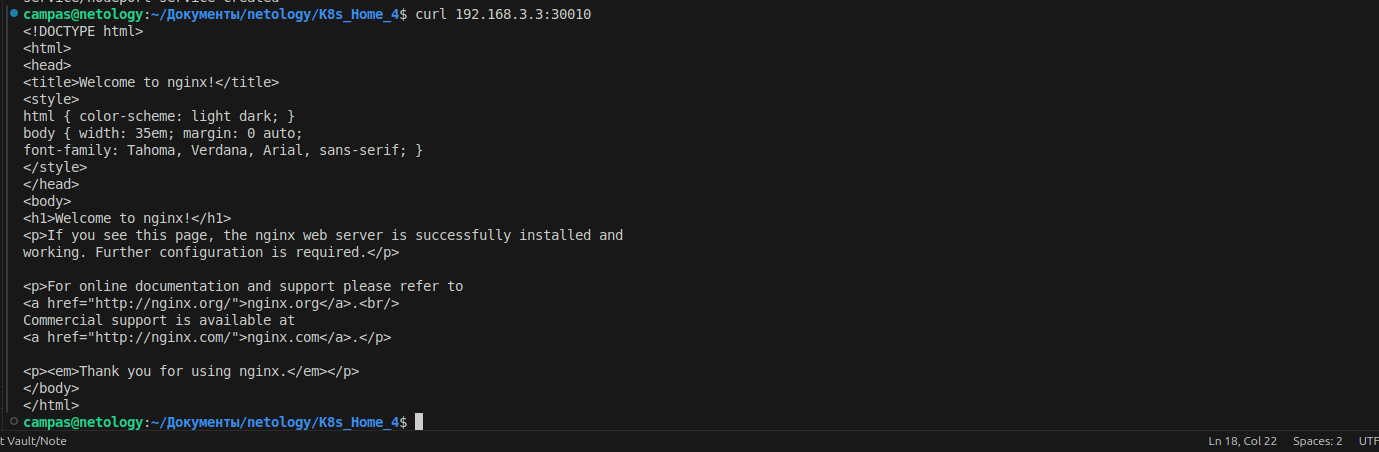 service/nodeport-service created
campas@netology:~/Документы/netology/K8s_Home_4$ curl 192.168.3.3:30010
<!DOCTYPE html>
<html>
<head>
<title>Welcome to nginx!</title>
<style>
html { color-scheme: light dark; }
body { width: 35em; margin: 0 auto;
font-family: Tahoma, Verdana, Arial, sans-serif; }
</style>
</head>
<body>
<h1>Welcome to nginx!</h1>
<p>If you see this page, the nginx web server is successfully installed and
working. Further configuration is required.</p>

<p>For online documentation and support please refer to
<a href="http://nginx.org/">nginx.org</a>.<br/>
Commercial support is available at
<a href="http://nginx.com/">nginx.com</a>.</p>

<p><em>Thank you for using nginx.</em></p>
</body>
</html>
campas@netology:~/Документы/netology/K8s_Home_4$
t Vault/Note Ln 18, Col 22 Spaces: 2 UTF